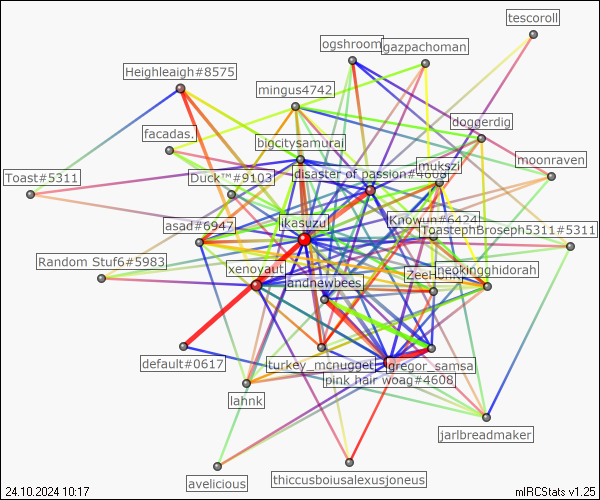 tescoroll
ogshroom
gazpachoman
Heighleaigh#8575
mingus4742
doggerdig
facadas.
bigcitysamurai
moonraven
Toast#5311
Duck™#9103
disaster of passion#4608
mukszi
asad#6947
likasuzu
Knowun#6424
ToastephBroseph5311#5311
Random Stuf6#5983
xenoyaut
andnewbees
neokingghidorah
default#0617
turkey_mcnugget
gregor_samsa
pink hair woag#4608
lahnk
jarlbreadmaker
avelicious
thiccusboiusalexusjoneus
24.10.2024 10:17
mIRCStats v1.25